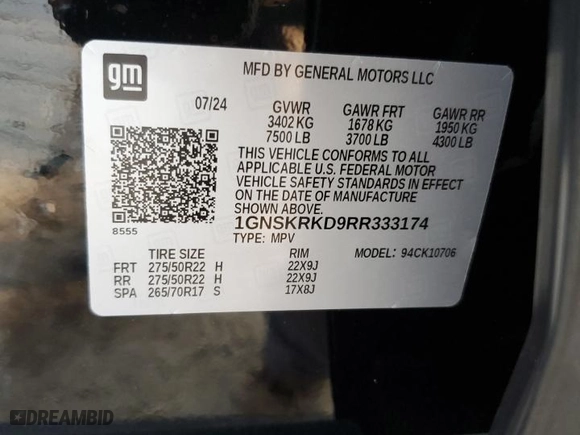 gm
MFD BY GENERAL MOTORS LLC
07/24 GVWR GAWR FRT GAWR RR
3402 KG 1678 KG 1950 KG
7500 LB 3700 LB 4300 LB
THIS VEHICLE CONFORMS TO ALL
APPLICABLE U.S. FEDERAL MOTOR
VEHICLE SAFETY STANDARDS IN EFFECT
ON THE DATE OF MANUFACTURE
SHOWN ABOVE.
8555 1GNSKRKD9RR333174
TYPE: MPV MODEL: 94CK10706
TIRE SIZE RIM
FRT 275/50R22 H 22X9J
RR 275/50R22 H 22X9J
SPA 265/70R17 S 17X8J
DREAMBID